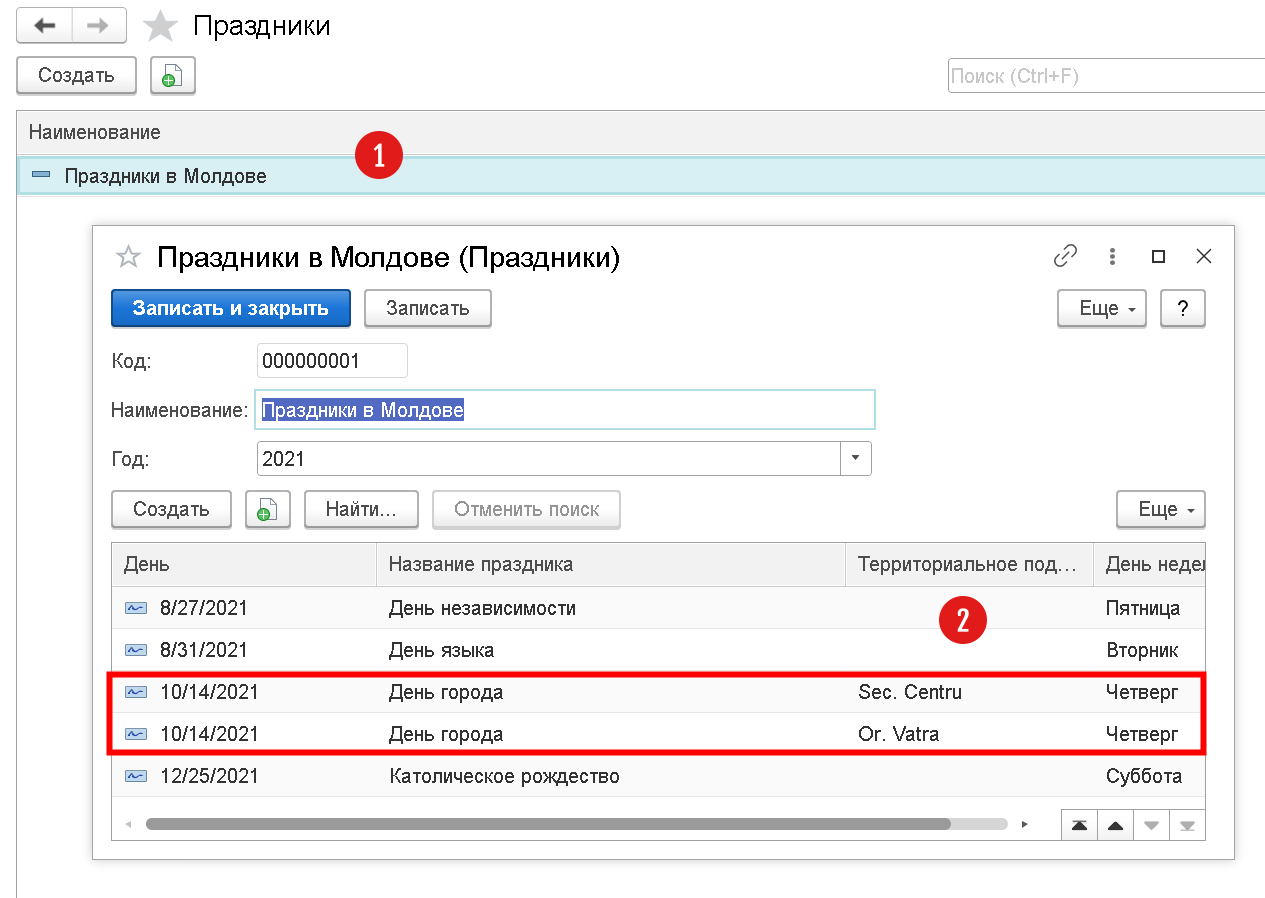 Праздники
Создать Поиск (Ctrl+F)
Наименование
1
Праздники в Молдове
Праздники в Молдове (Праздники)
Записать и закрыть Записать Еще ?
Код: 000000001
Наименование: Праздники в Молдове
Год: 2021
Создать Найти... Отменить поиск Еще
День Название праздника Территориальное под... День недел
8/27/2021 День независимости Пятница
2
8/31/2021 День языка Вторник
10/14/2021 День города Sec. Centru Четверг
10/14/2021 День города Or. Vatra Четверг
12/25/2021 Католическое рождество Суббота